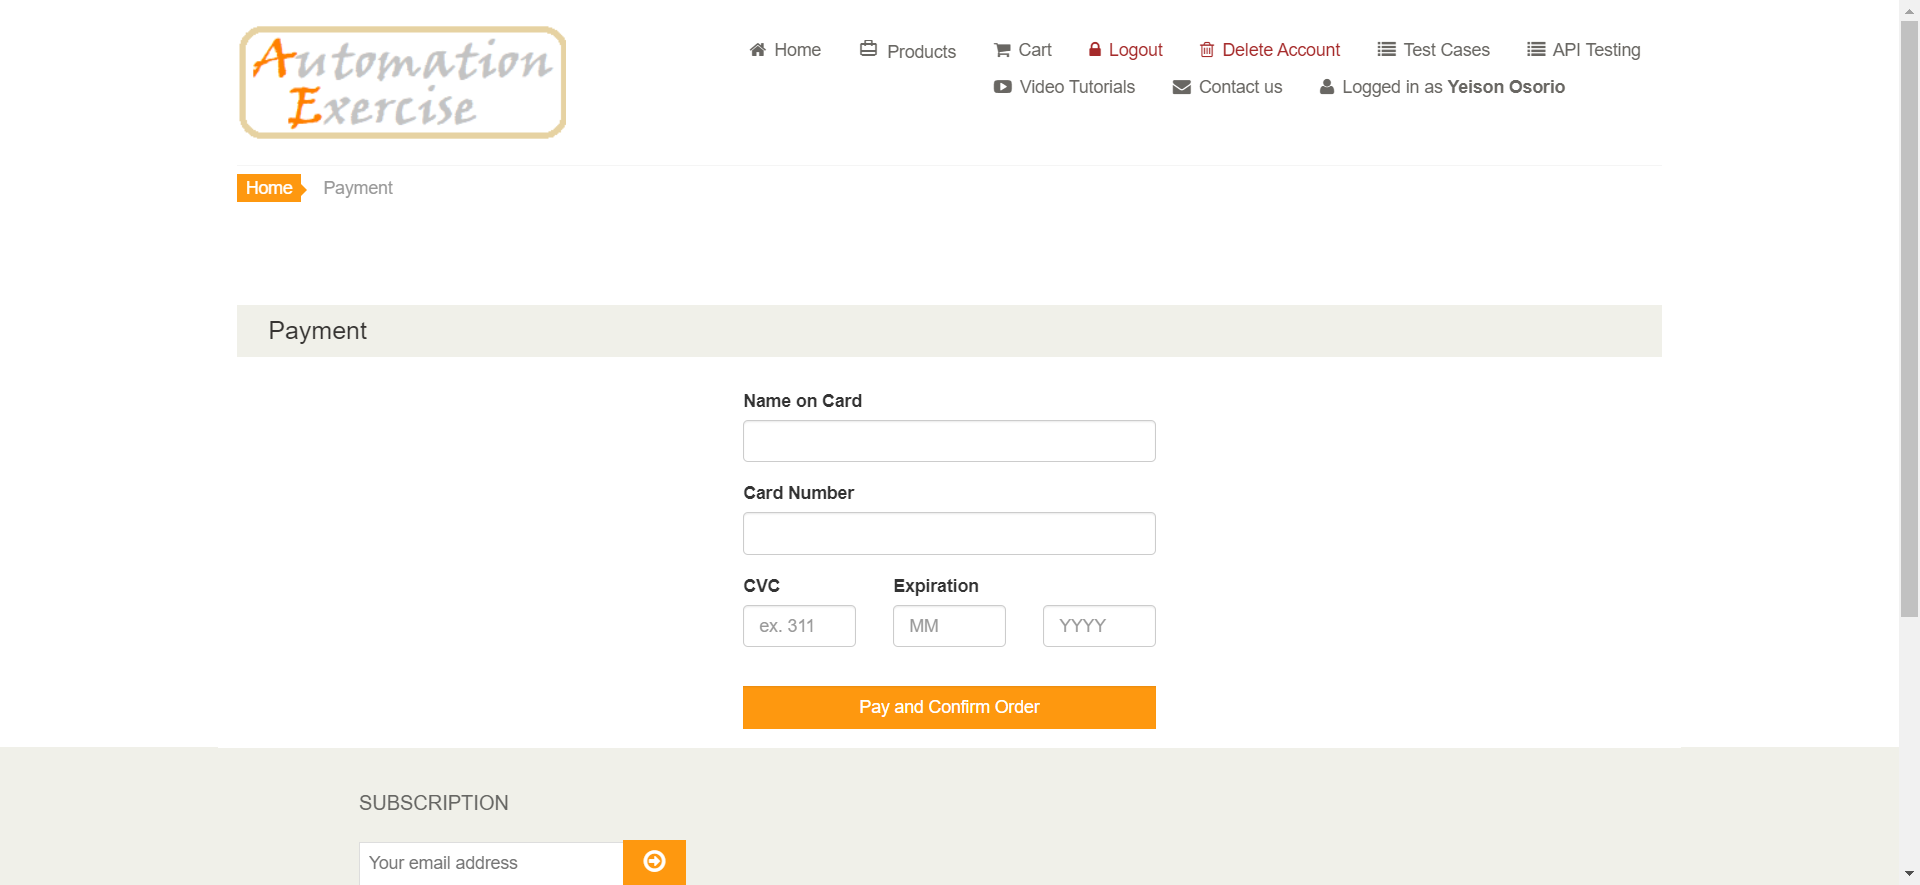 Automation
Exercise
Home
Products
Cart
Logout
Delete Account
Test Cases
API Testing
Video Tutorials
Contact us
Logged in as Yeison Osorio
Home
Payment
Payment
Name on Card
Card Number
CVC
Expiration
ex. 311
MM
YYYY
Pay and Confirm Order
SUBSCRIPTION
Your email address